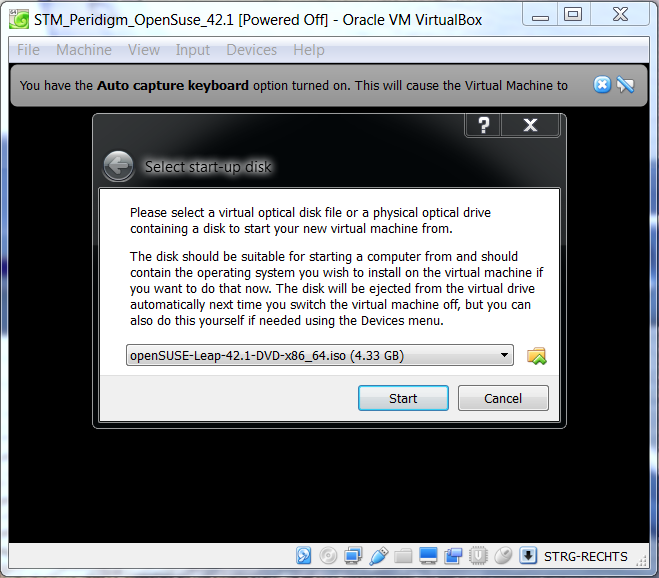 STM_Peridigm_OpenSuse_42.1 [Powered Off] - Oracle VM VirtualBox
File Machine View Input Devices Help
You have the Auto capture keyboard option turned on. This will cause the Virtual Machine to
?
Select start-up disk
Please select a virtual optical disk file or a physical optical drive
containing a disk to start your new virtual machine from.
The disk should be suitable for starting a computer from and should
contain the operating system you wish to install on the virtual machine if
you want to do that now. The disk will be ejected from the virtual drive
automatically next time you switch the virtual machine off, but you can
also do this yourself if needed using the Devices menu.
openSUSE-Leap-42.1-DVD-x86_64.iso (4.33 GB)
Start Cancel
STRG-RECHTS